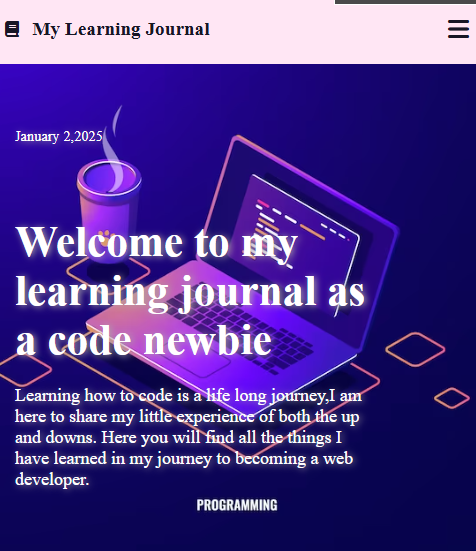 My Learning Journal
January 2,2025
Welcome to my
learning journal as
a code newbie
Learning how to code is a life long journey,I am
here to share my little experience of both the up
and downs. Here you will find all the things I
have learned in my journey to becoming a web
developer.
PROGRAMMING